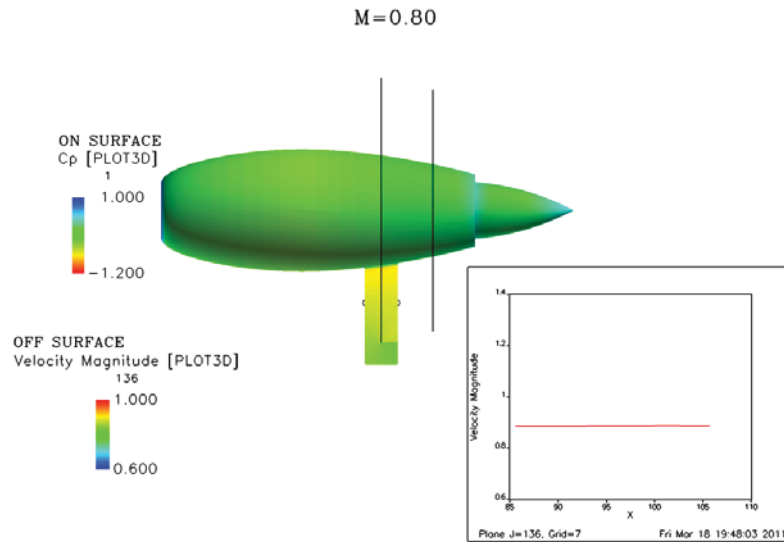 M=0.80
ON SURFACE
Cp [PLOT3D]
1
1.000
-1.200
OFF SURFACE
Velocity Magnitude [PLOT3D]
136
1.000
0.600
1.4
1.2
1
0.8
0.6
Velocity Magnitude
85
90
95
100
105
110
X
Plane J=136, Grid=7
Fri Mar 18 19:48:03 2011